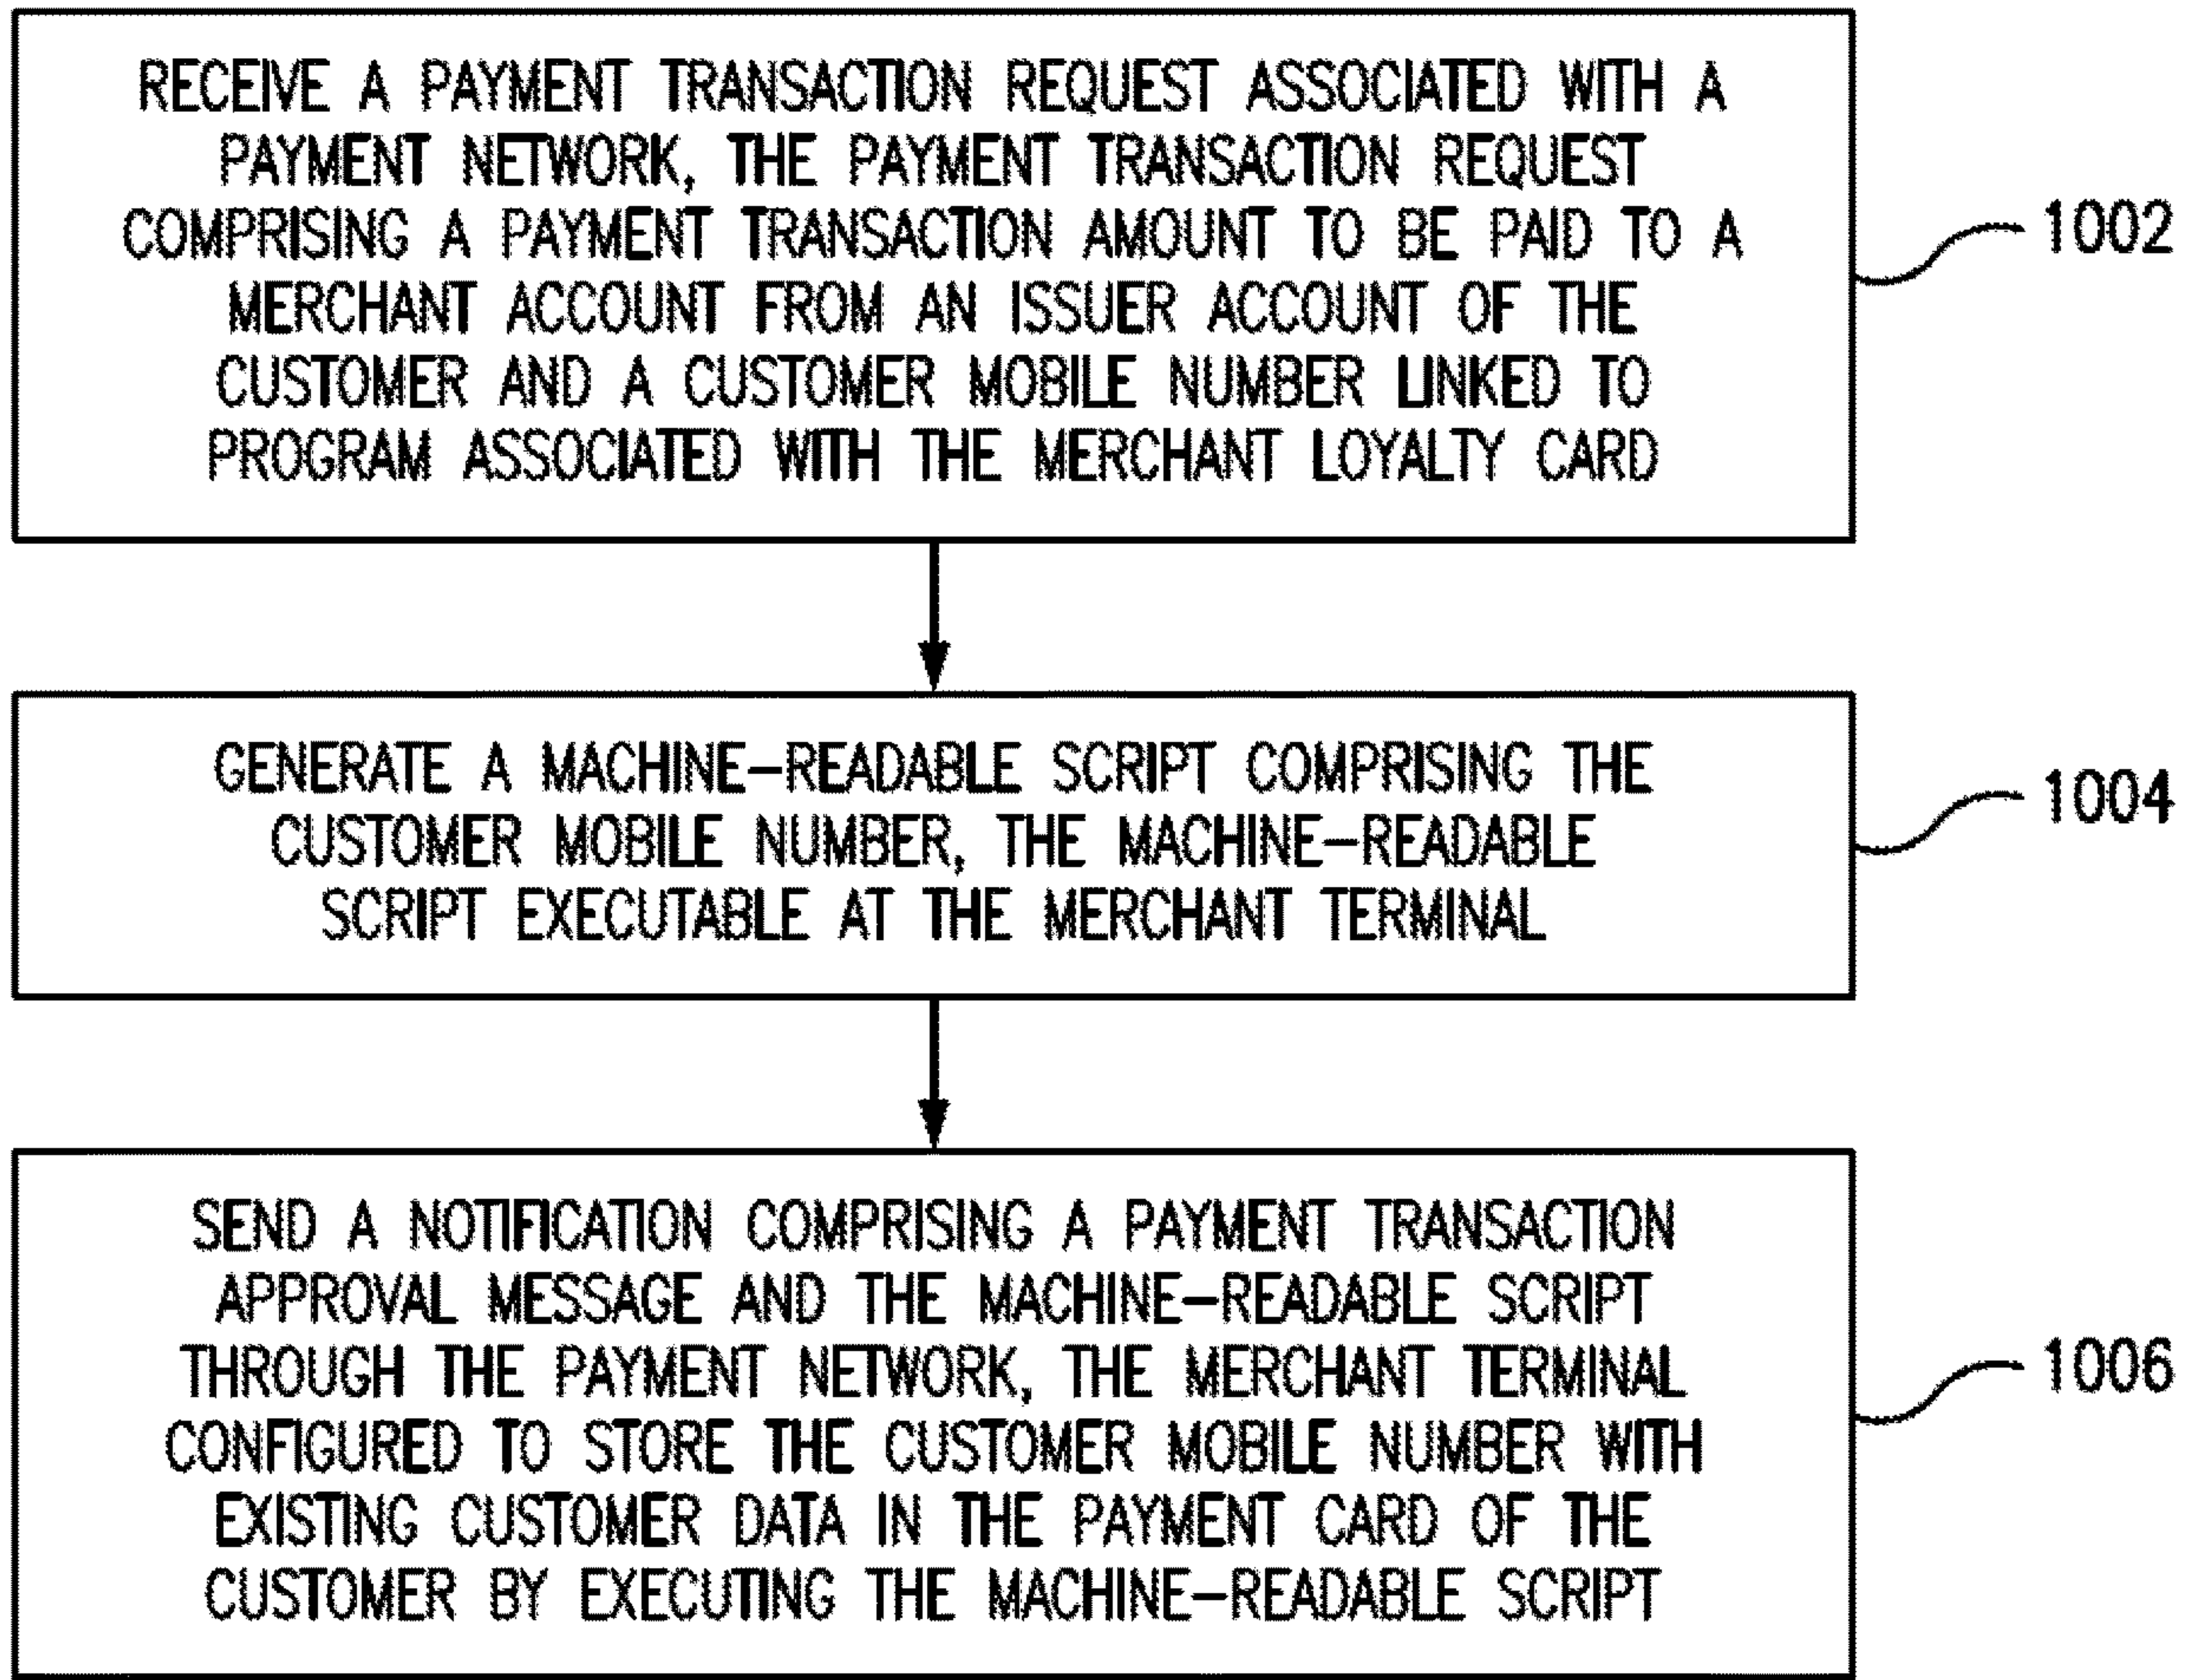 RECEIVE A PAYMENT TRANSACTION REQUEST ASSOCIATED WITH A
PAYMENT NETWORK, THE PAYMENT TRANSACTION REQUEST
COMPRISING A PAYMENT TRANSACTION AMOUNT TO BE PAID TO A
MERCHANT ACCOUNT FROM AN ISSUER ACCOUNT OF THE
CUSTOMER AND A CUSTOMER MOBILE NUMBER LINKED TO
PROGRAM ASSOCIATED WITH THE MERCHANT LOYALTY CARD
1002
GENERATE A MACHINE-READABLE SCRIPT COMPRISING THE
CUSTOMER MOBILE NUMBER, THE MACHINE-READABLE
SCRIPT EXECUTABLE AT THE MERCHANT TERMINAL
1004
SEND A NOTIFICATION COMPRISING A PAYMENT TRANSACTION
APPROVAL MESSAGE AND THE MACHINE-READABLE SCRIPT
THROUGH THE PAYMENT NETWORK, THE MERCHANT TERMINAL
CONFIGURED TO STORE THE CUSTOMER MOBILE NUMBER WITH
EXISTING CUSTOMER DATA IN THE PAYMENT CARD OF THE
CUSTOMER BY EXECUTING THE MACHINE-READABLE SCRIPT
1006